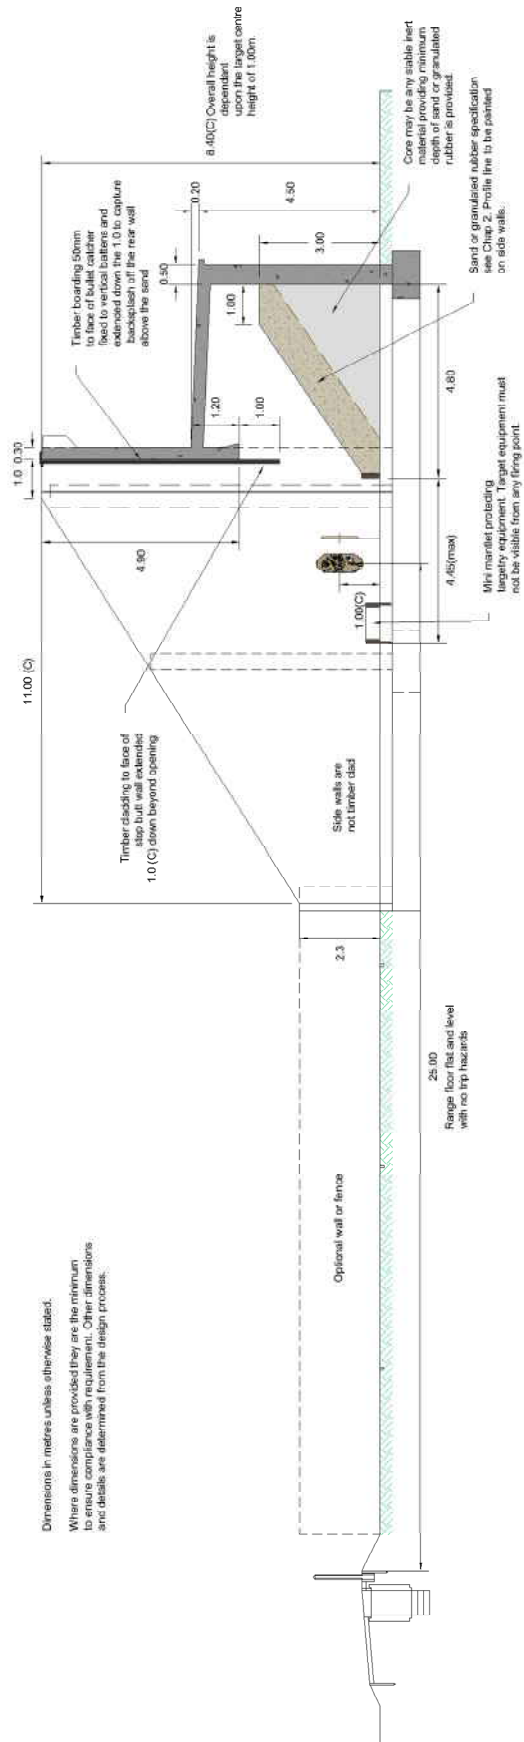 Dimensions in metres unless otherwise stated.
Where dimensions are provided they are the minimum
to ensure compliance with requirement. Other dimensions
and details are determined from the design process.
Optional wall or fence
25.00
Range floor flat and level
with no trip hazards
2.3
11.00 (C)
Timber cladding to face of
stop butt wall extended
1.0 (C) down beyond opening
Side walls are
not timber clad
4.90
1.00(C)
4.45(max)
Mini mantlet protecting
targetry equipment. Target equipment must
not be visible from any firing point.
1.0
0.30
Timber boarding 50mm
to face of bullet catcher
fixed to vertical battens and
extended down the 1.0 to capture
backsplash off the rear wall
above the sand
1.20
1.00
1.00
0.50
0.20
3.00
4.50
4.80
8.40(C) Overall height is
dependant
upon the target centre
height of 1.00m.
Core may be any stable inert
material providing minimum
depth of sand or granulated
rubber is provided.
Sand or granulated rubber specification
see Chap 2. Profile line to be painted
on side walls.